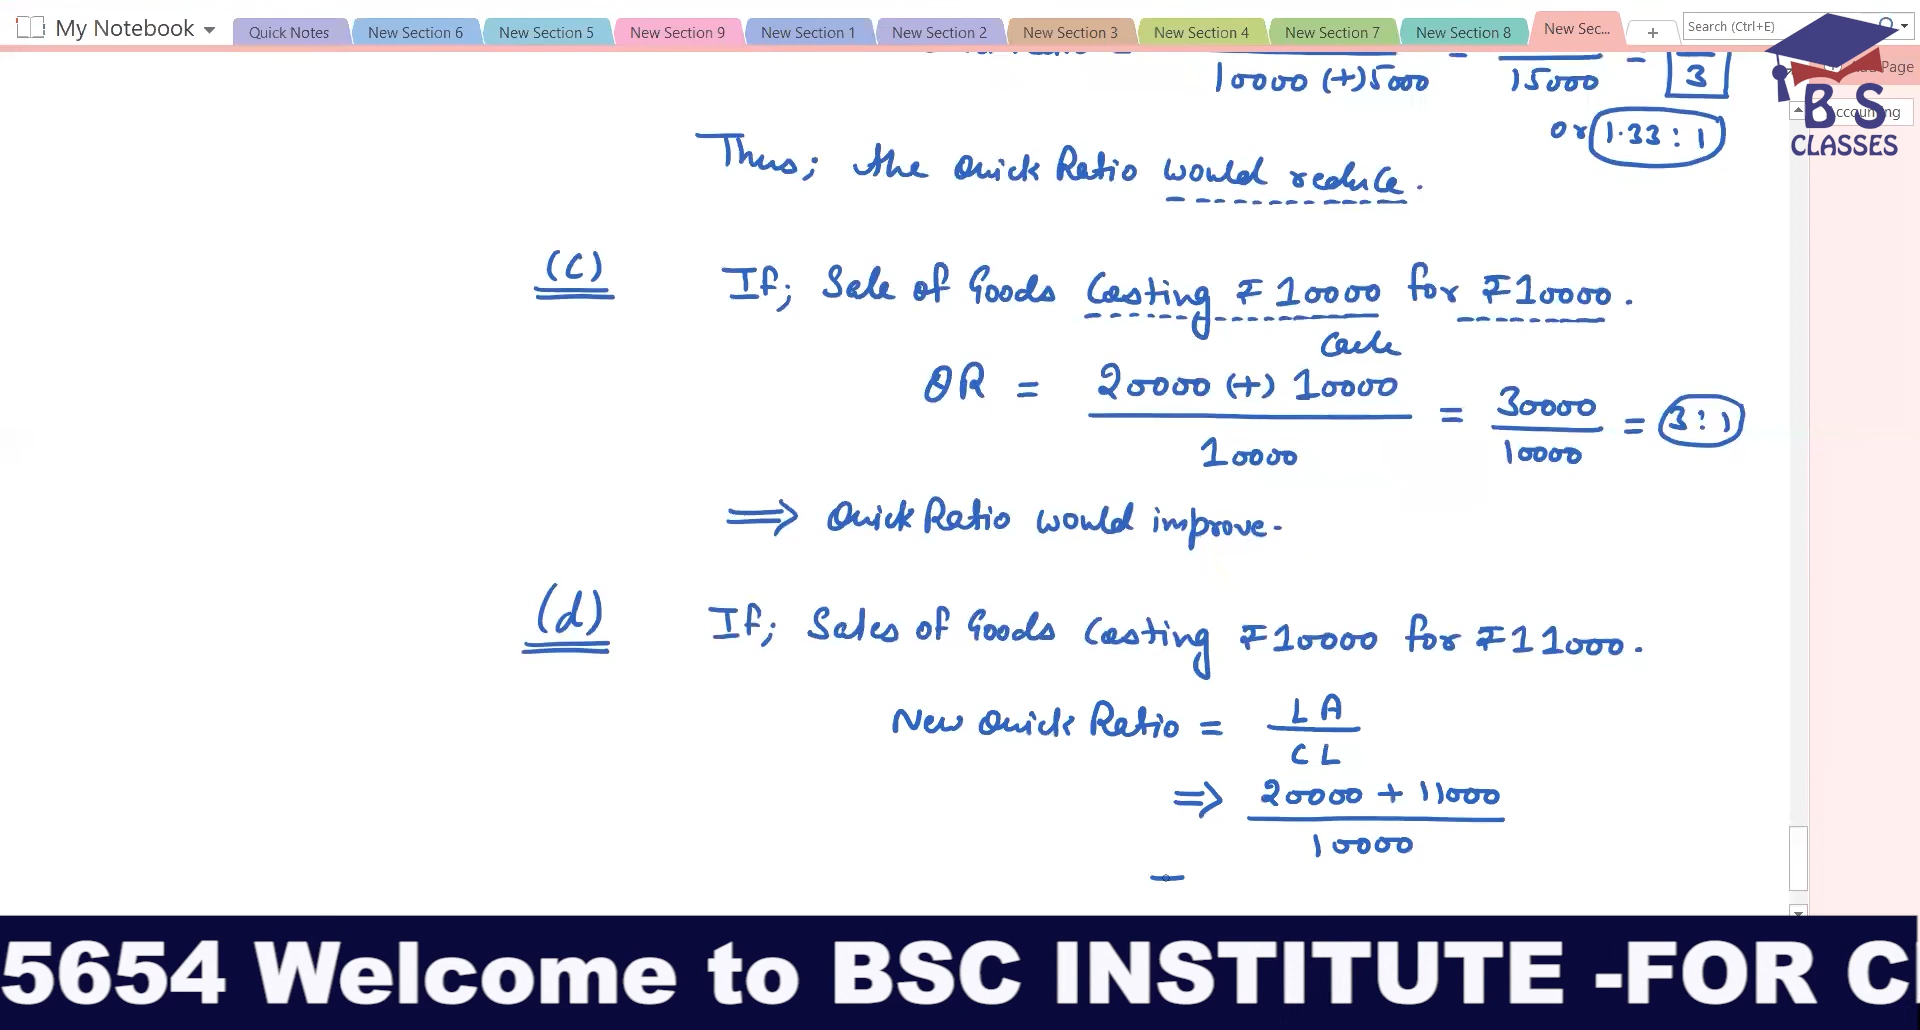 My Notebook
Quick Notes
New Section 6
New Section 5
New Section 9
New Section 1
New Section 2
New Section 3
New Section 4
New Section 7
New Section 8
New Sec...
+
Search (Ctrl+E)
Page
BS
CLASSES
10000 (+) 5000 = 15000 = 3
or 1.33 : 1
Thus; the Quick Ratio would reduce.
(c) If; Sale of Goods Costing ₹10000 for ₹10000.
Cash
QR = 20000 (+) 10000 / 10000 = 30000 / 10000 = 3:1
⇒ Quick Ratio would improve.
(d) If; Sales of Goods Costing ₹10000 for ₹11000.
New Quick Ratio = LA / CL
⇒ 20000 + 11000 / 10000
5654 Welcome to BSC INSTITUTE -FOR C